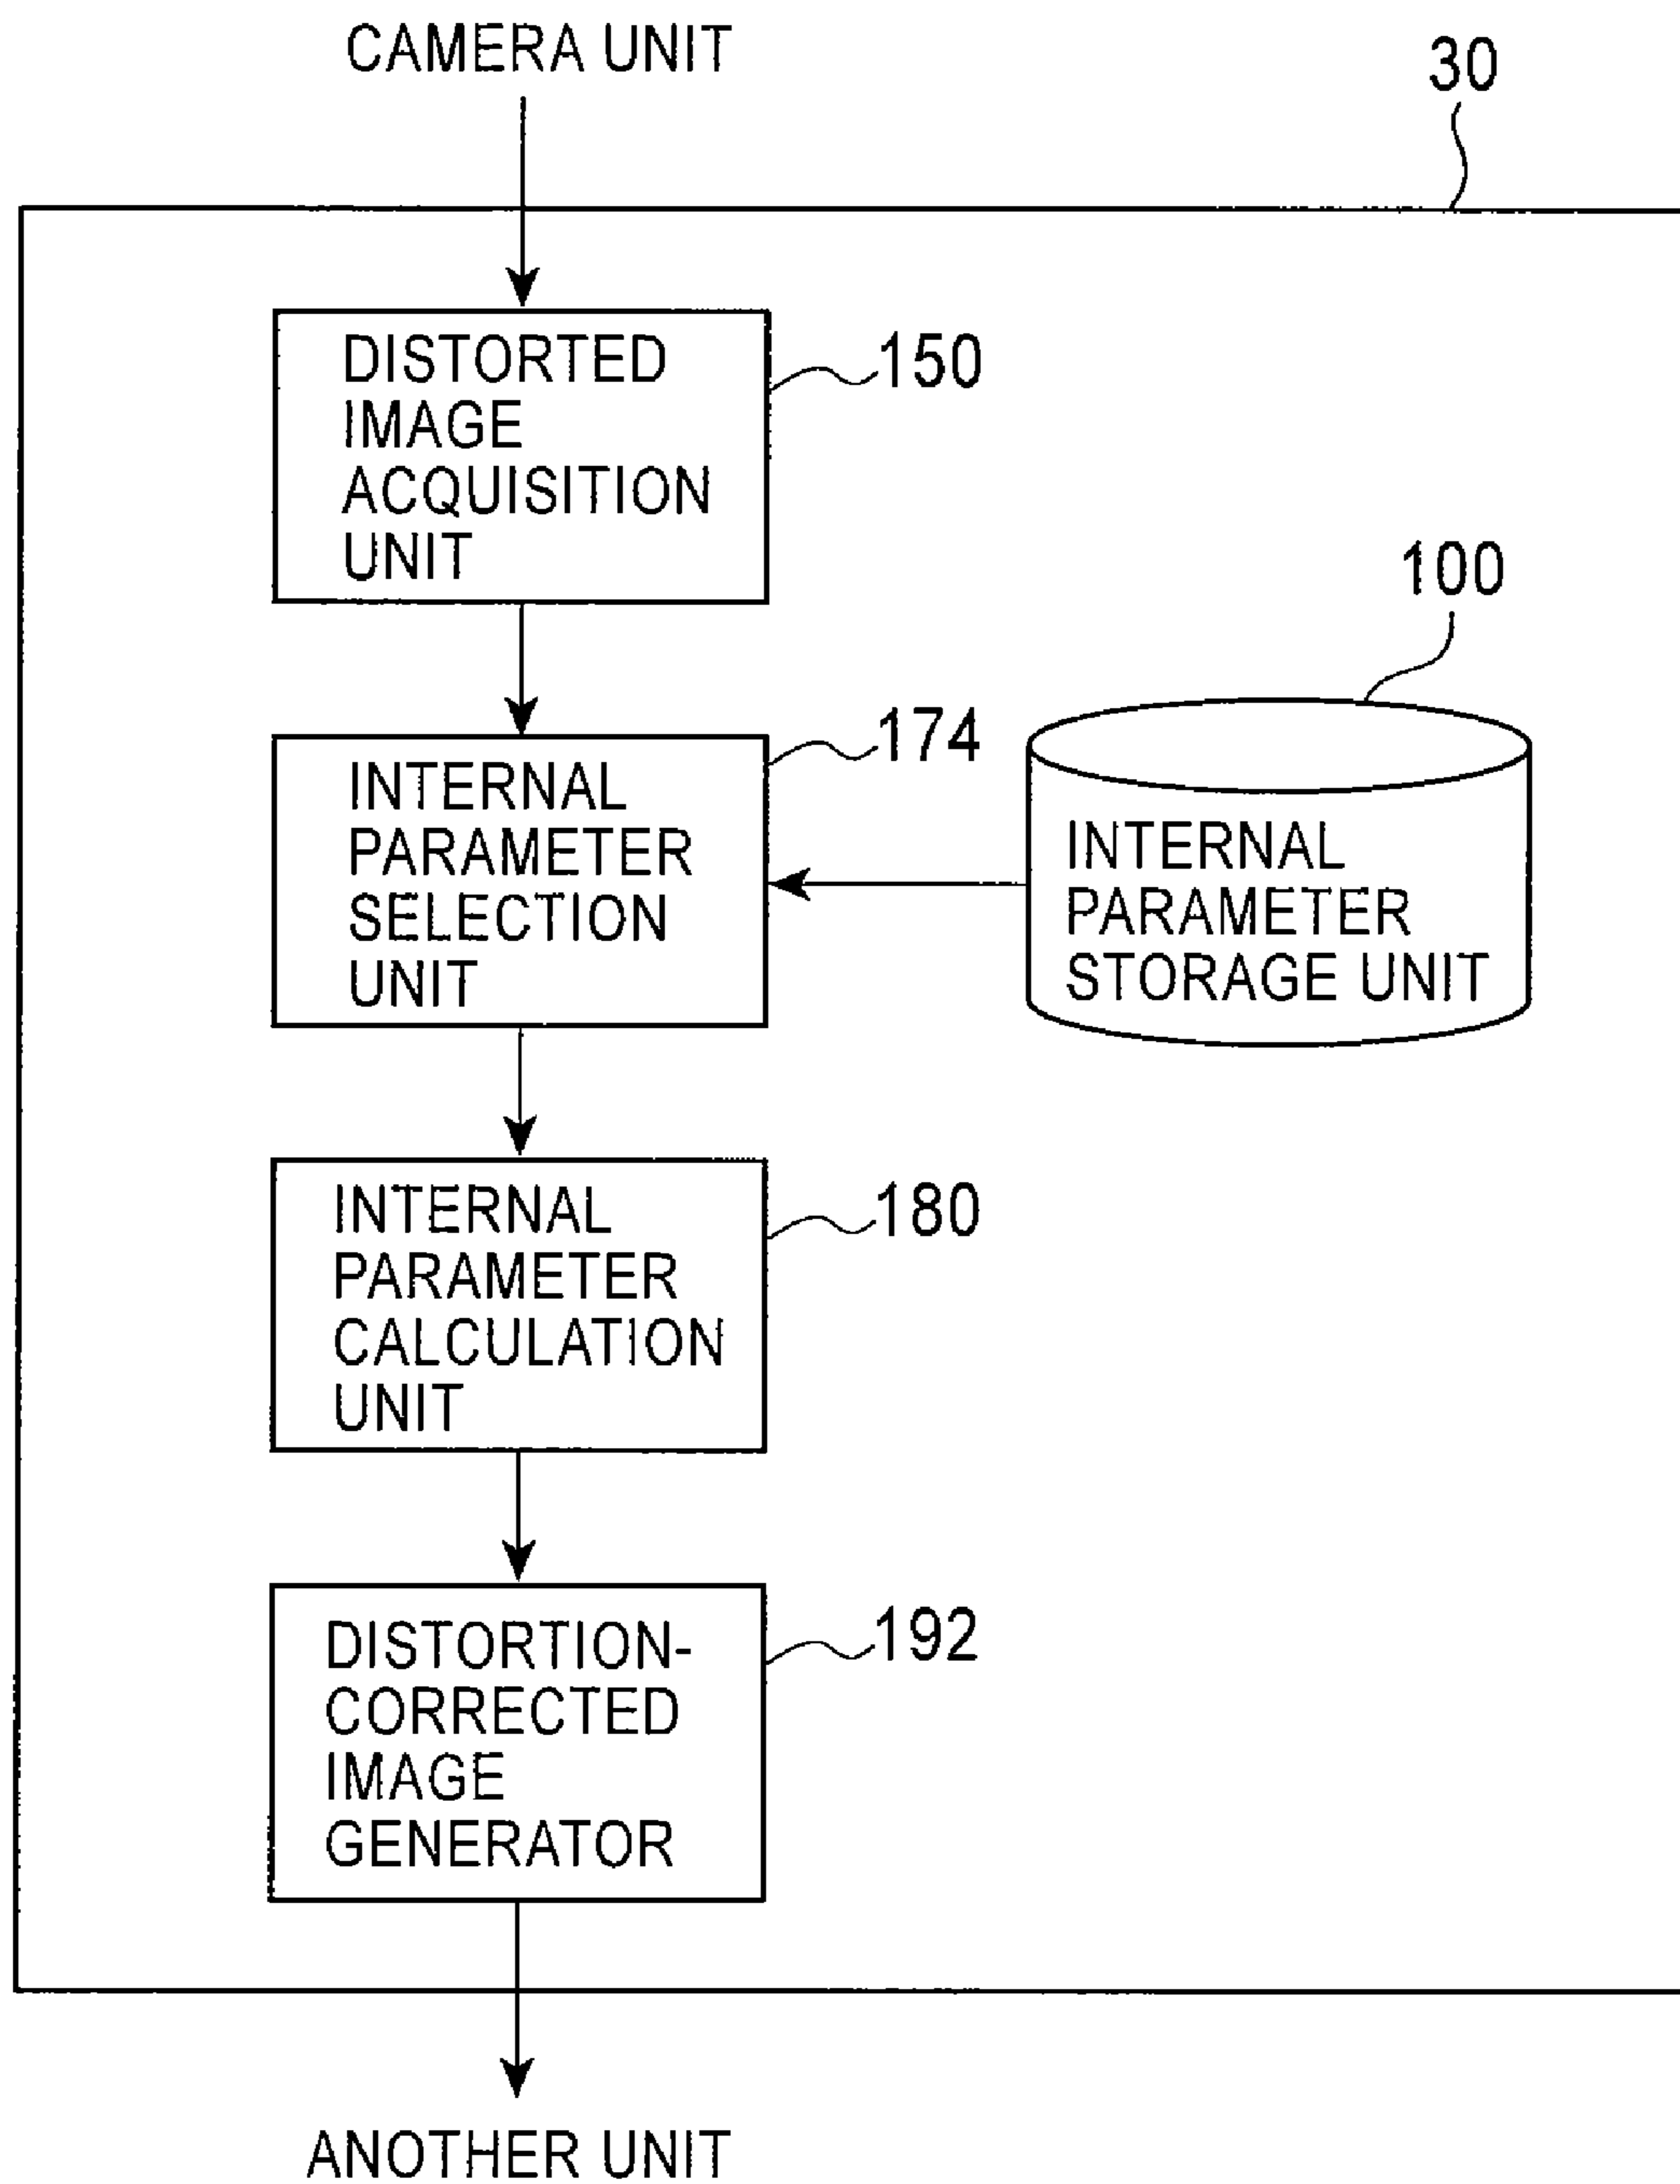 CAMERA UNIT
30
DISTORTED
IMAGE
ACQUISITION
UNIT
150
100
INTERNAL
PARAMETER
SELECTION
UNIT
174
INTERNAL
PARAMETER
STORAGE UNIT
INTERNAL
PARAMETER
CALCULATION
UNIT
180
DISTORTION-
CORRECTED
IMAGE
GENERATOR
192
ANOTHER UNIT